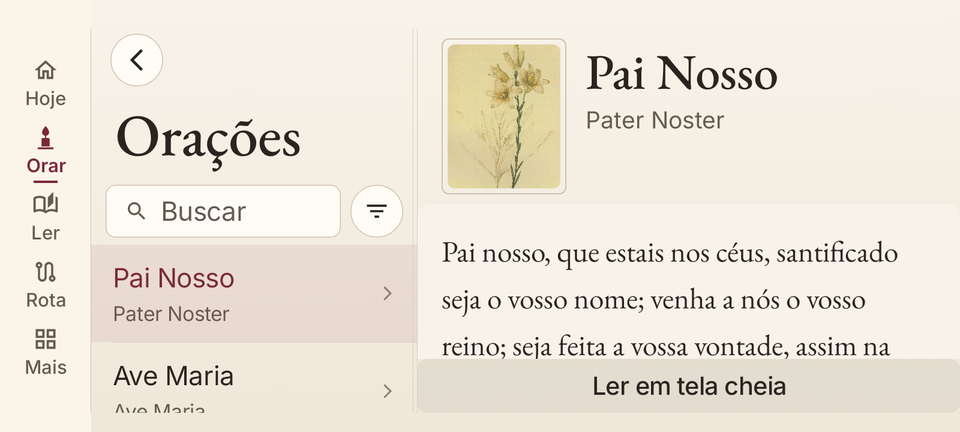 Hoje
Orar
Ler
Rota
Mais
Orações
Buscar
Pai Nosso
Pater Noster
Ave Maria
Ave Maria
Pai Nosso
Pater Noster
Pai nosso, que estais nos céus, santificado
seja o vosso nome; venha a nós o vosso
reino; seja feita a vossa vontade, assim na
Ler em tela cheia